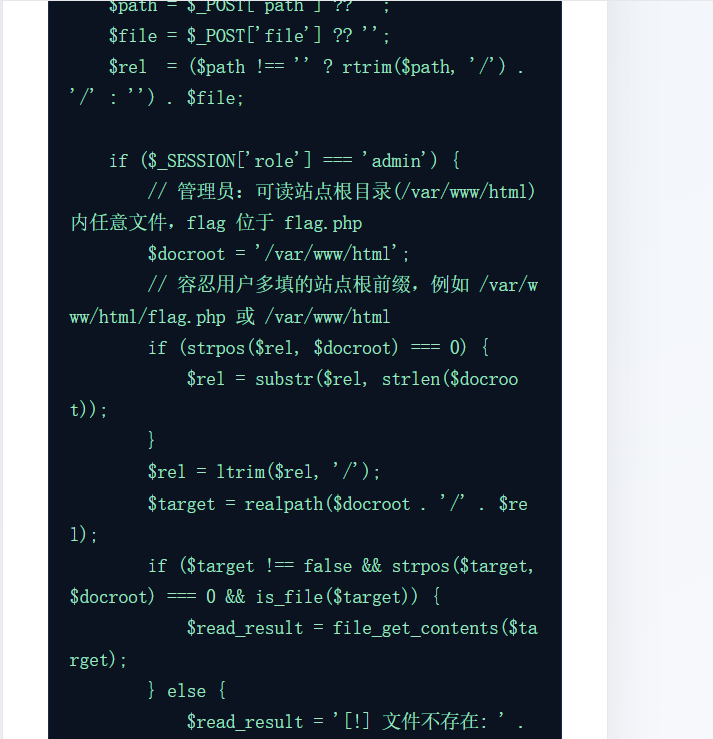 $path = $_POST['path'] ?? '';
$file = $_POST['file'] ?? '';
$rel  = ($path !== '' ? rtrim($path, '/') .
'/' : '') . $file;
if ($_SESSION['role'] === 'admin') {
// 管理员: 可读站点根目录(/var/www/html)
内任意文件，flag 位于 flag.php
$docroot = '/var/www/html';
// 容忍用户多填的站点根前缀，例如 /var/w
ww/html/flag.php 或 /var/www/html
if (strpos($rel, $docroot) === 0) {
$rel = substr($rel, strlen($docroo
t));
}
$rel = ltrim($rel, '/');
$target = realpath($docroot . '/' . $re
l);
if ($target !== false && strpos($target,
$docroot) === 0 && is_file($target)) {
$read_result = file_get_contents($ta
rget);
} else {
$read_result = '[!] 文件不存在: ' .